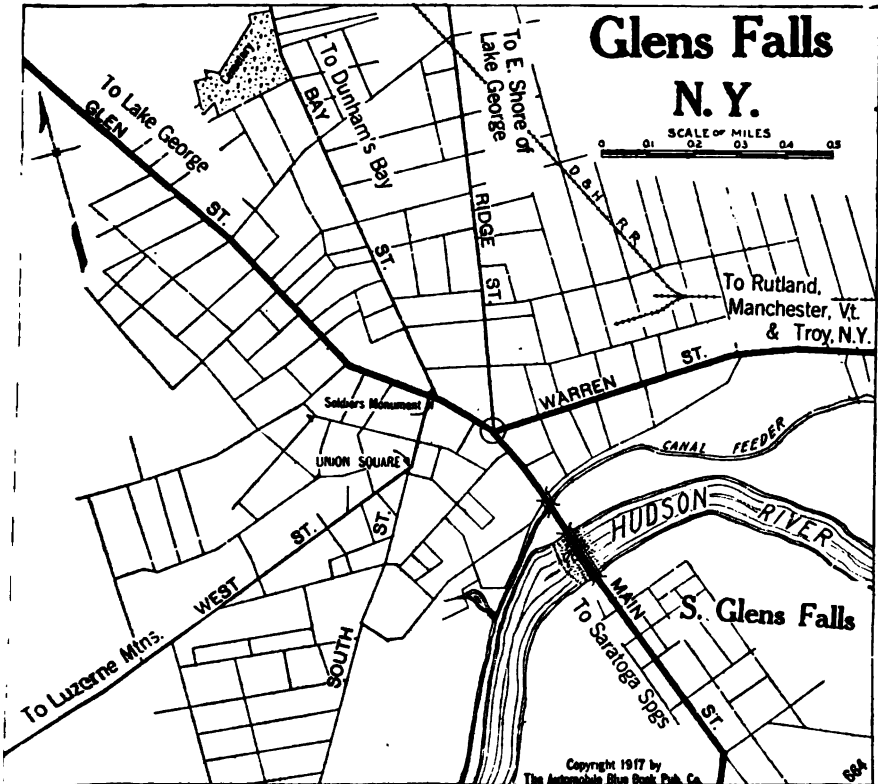 Glens Falls
N. Y.
SCALE OF MILES
0 0.1 0.2 0.3 0.4 0.5
To Lake George
GLEN
ST.
To Dunham's Bay
BAY
ST.
To E. Shore of
Lake George
RIDGE
ST.
D & H R R
To Rutland,
Manchester, Vt.
& Troy, N.Y.
WARREN
ST.
Soldiers Monument
UNION SQUARE
CANAL FEEDER
HUDSON
RIVER
WEST
ST.
To Luzerne Mtns.
SOUTH
ST.
MAIN
ST.
S. Glens Falls
To Saratoga Spgs
Copyright 1917 by
The Automobile Blue Book Pub. Co.
664